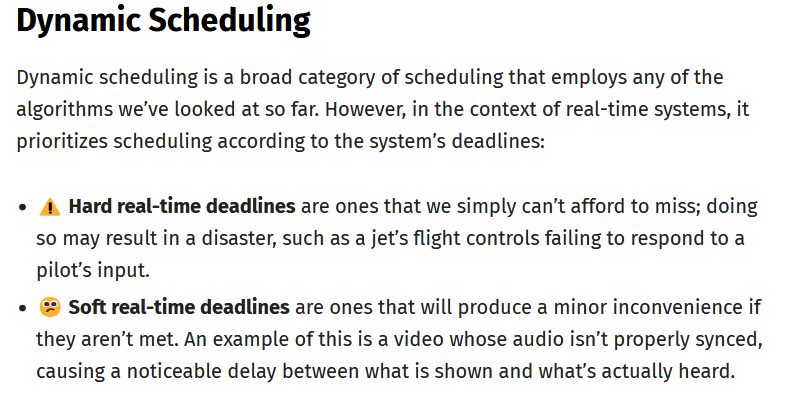 Dynamic Scheduling
Dynamic scheduling is a broad category of scheduling that employs any of the
algorithms we’ve looked at so far. However, in the context of real-time systems, it
prioritizes scheduling according to the system’s deadlines:
• ⚠️ Hard real-time deadlines are ones that we simply can’t afford to miss; doing
so may result in a disaster, such as a jet’s flight controls failing to respond to a
pilot’s input.
• 🥺 Soft real-time deadlines are ones that will produce a minor inconvenience if
they aren’t met. An example of this is a video whose audio isn’t properly synced,
causing a noticeable delay between what is shown and what’s actually heard.